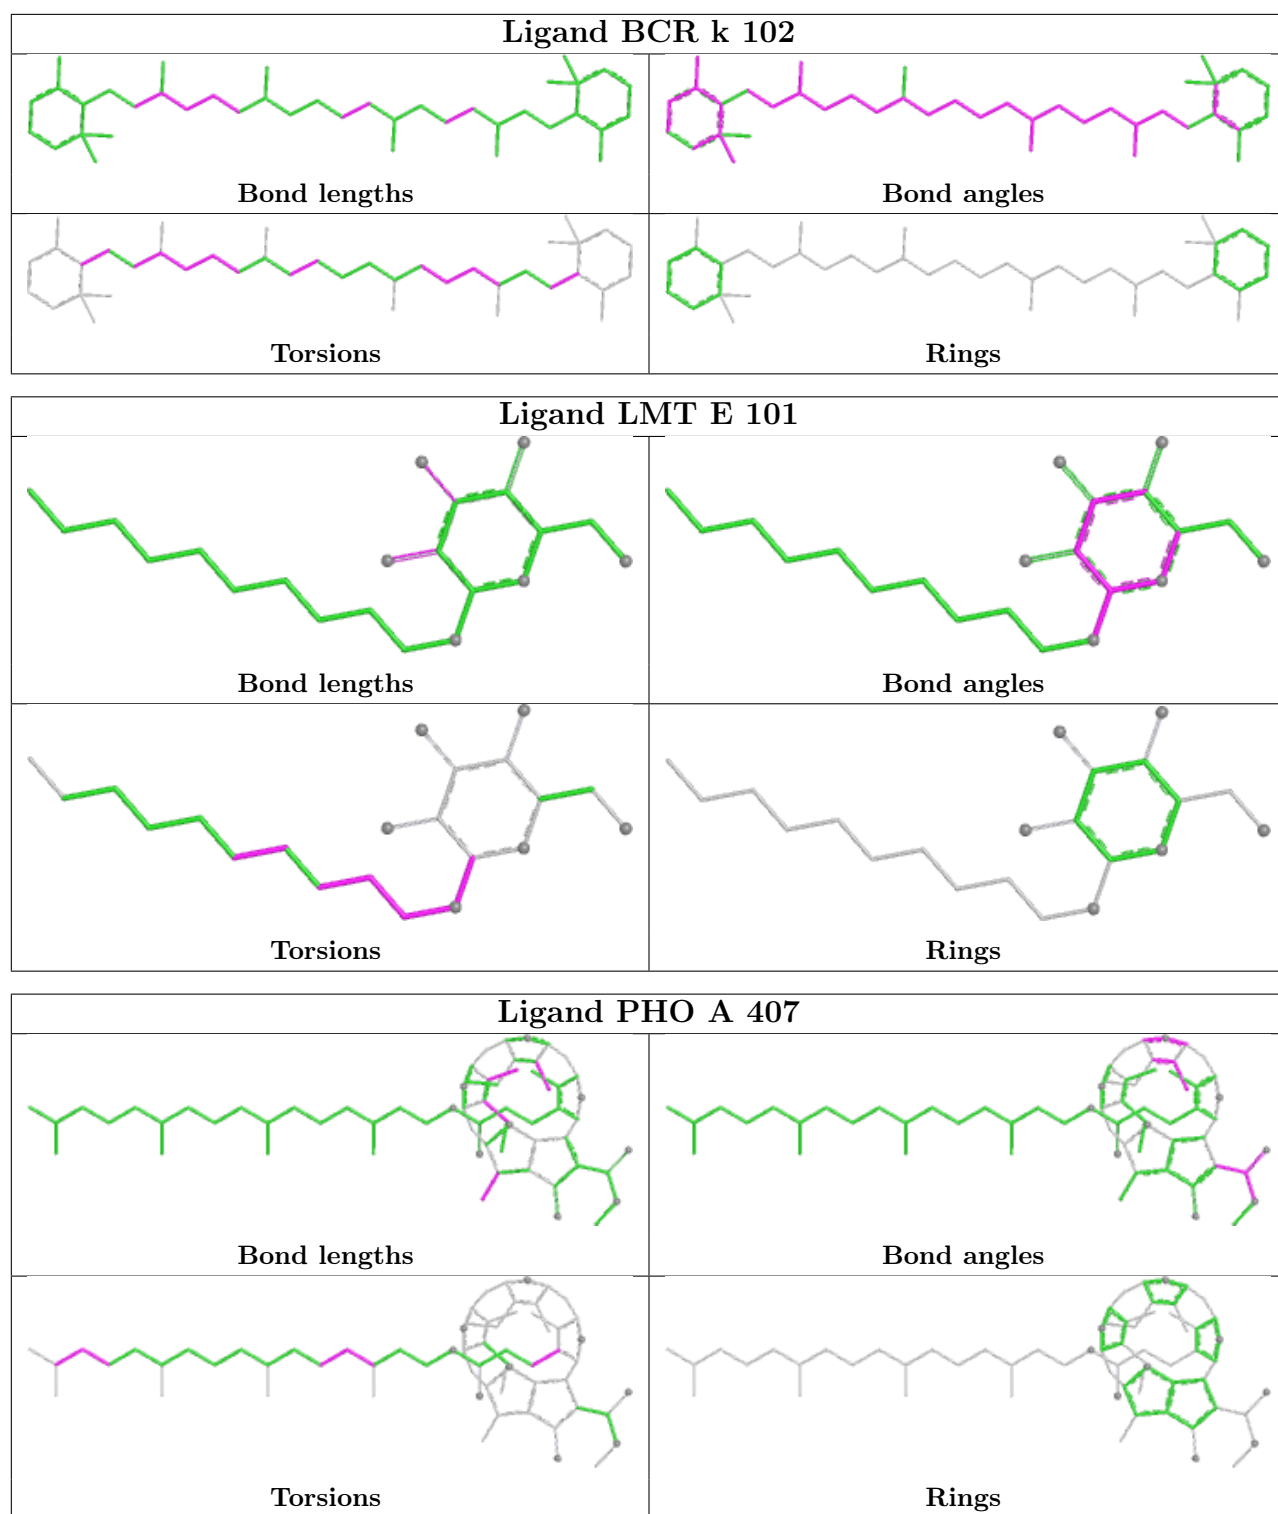 Ligand BCR k 102
Bond lengths
Bond angles
Torsions
Rings
Ligand LMT E 101
Bond lengths
Bond angles
Torsions
Rings
Ligand PHO A 407
Bond lengths
Bond angles
Torsions
Rings